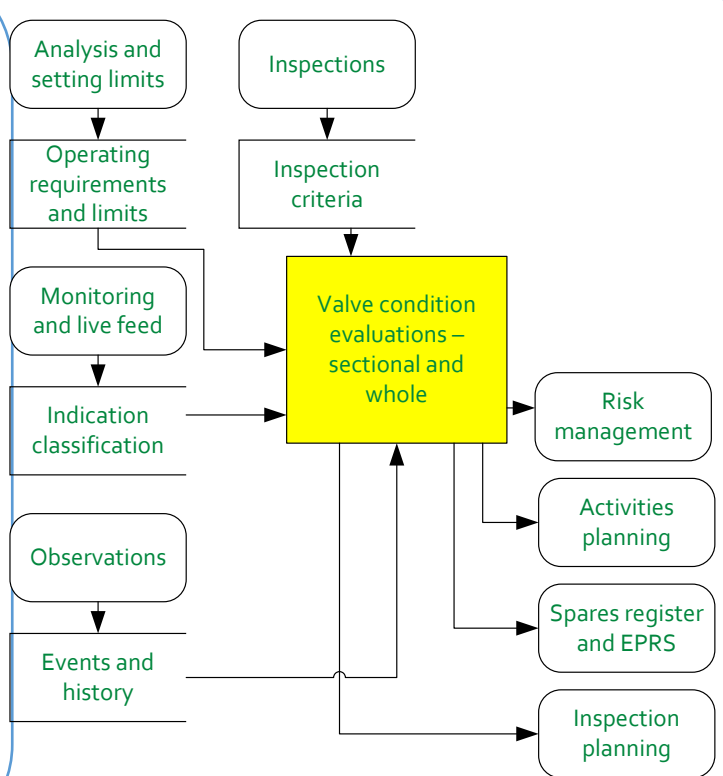 Analysis and
setting limits
Inspections
Operating
requirements
and limits
Inspection
criteria
Monitoring
and live feed
Valve condition
evaluations –
sectional and
whole
Indication
classification
Risk
management
Activities
planning
Observations
Spares register
and EPRS
Events and
history
Inspection
planning